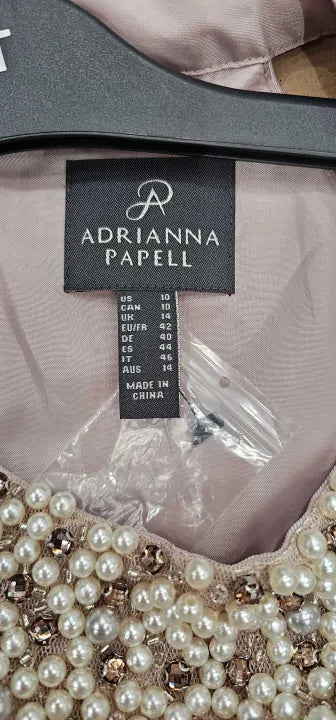 ADRIANNA
PAPELL
US 10
CAN 10
UK 14
EU/FR 42
DE 40
ES 44
IT 46
AUS 14
MADE IN
CHINA